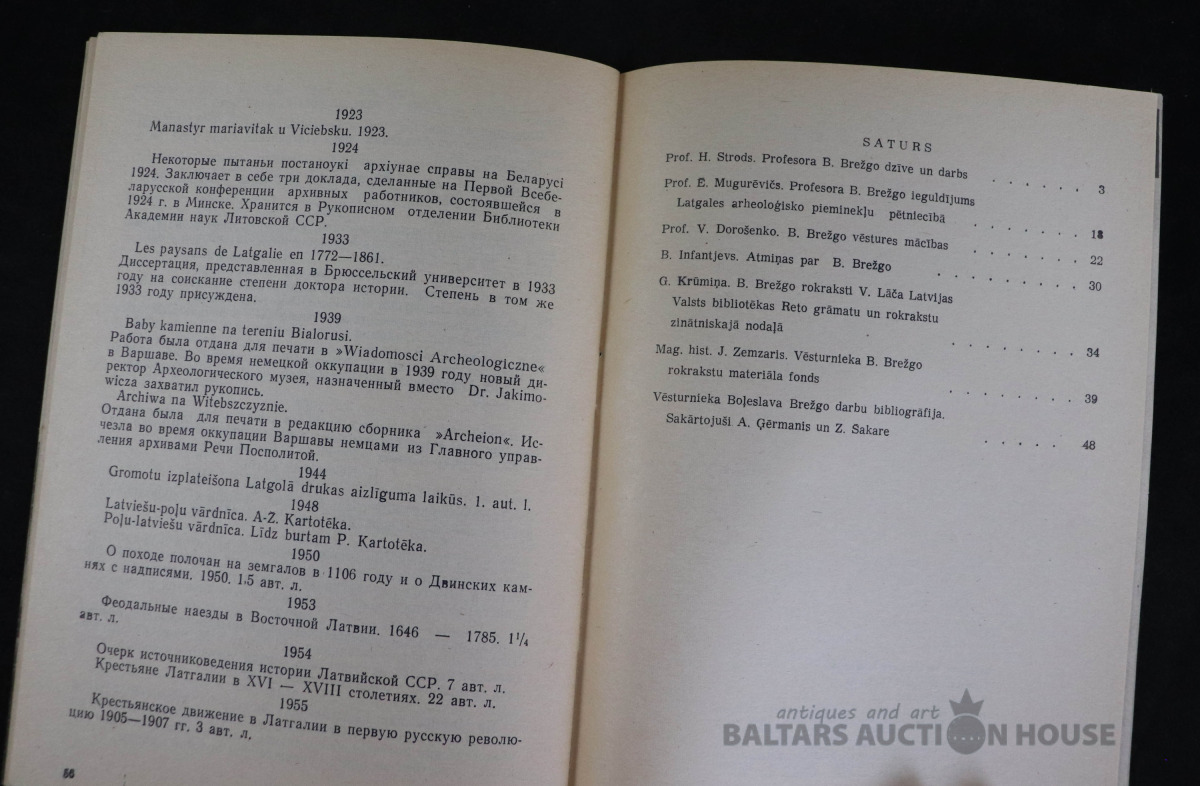 1923
Manastyr mariavitak u Viciebsku. 1923.
1924
Некоторые пытаньи постаноукі архіунае справы на Беларусі
1924. Заключает в себе три доклада, сделанные на Первой Всебе-
ларусской конференции архивных работников, состоявшейся в
1924 г. в Минске. Хранится в Рукописном отделении Библиотеки
Академии наук Литовской ССР.
1933
Les paysans de Latgalie en 1772—1861.
Диссертация, представленная в Брюссельский университет в 1933
году на соискание степени доктора истории. Степень в том же
1933 году присуждена.
1939
Baby kamienne na tereniu Bialorusi.
Работа была отдана для печати в »Wiadomosci Archeologiczne«
в Варшаве. Во время немецкой оккупации в 1939 году новый ди-
ректор Археологического музея, назначенный вместо Dr. Jakimo-
wicza захватил рукопись.
Archiwa na Witebszczyznie.
Отдана была для печати в редакцию сборника »Archeion«. Ис-
чезла во время оккупации Варшавы немцами из Главного управ-
ления архивами Речи Посполитой.
1944
Gromotu izplateišona Latgolā drukas aizlīguma laikūs. 1. aut. l.
1948
Latviešu-poļu vārdnīca. A-Z. Kartotēka.
Poļu-latviešu vārdnīca. Līdz burtam P. Kartotēka.
1950
О походе полочан на земгалов в 1106 году и о Двинских кам-
нях с надписями. 1950. 1.5 авт. л.
1953
Феодальные наезды в Восточной Латвии. 1646 — 1785. 1¹/₄
авт. л.
1954
Очерк источниковедения истории Латвийской ССР. 7 авт. л.
Крестьяне Латгалии в XVI — XVIII столетнях. 22 авт. л.
1955
Крестьянское движение в Латгалии в первую русскую револю-
цию 1905—1907 гг. 3 авт. л.
56
SATURS
Prof. H. Strods. Profesora B. Brežgo dzīve un darbs . . . . . . 3
Prof. Ē. Mugurēvičs. Profesora B. Brežgo ieguldījums
Latgales arheoloģisko pieminekļu pētniecībā . . . . . . . 18
Prof. V. Dorošenko. B. Brežgo vēstures mācības . . . . . . . 22
B. Infantjevs. Atmiņas par B. Brežgo . . . . . . . . 30
G. Krūmiņa. B. Brežgo rokraksti V. Lāča Latvijas
Valsts bibliotēkas Reto grāmatu un rokrakstu
zinātniskajā nodaļā . . . . . . . 34
Mag. hist. J. Zemzaris. Vēsturnieka B. Brežgo
rokrakstu materiāla fonds . . . . . . . 39
Vēsturnieka Boļeslava Brežgo darbu bibliogrāfija.
Sakārtojuši A. Ģērmanis un Z. Sakare . . . . . 48
antiques and art
BALTARS AUCTION HOUSE